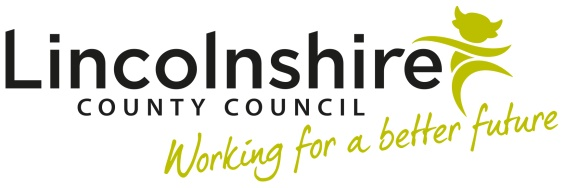 Lincolnshire
COUNTY COUNCIL
Working for a better future